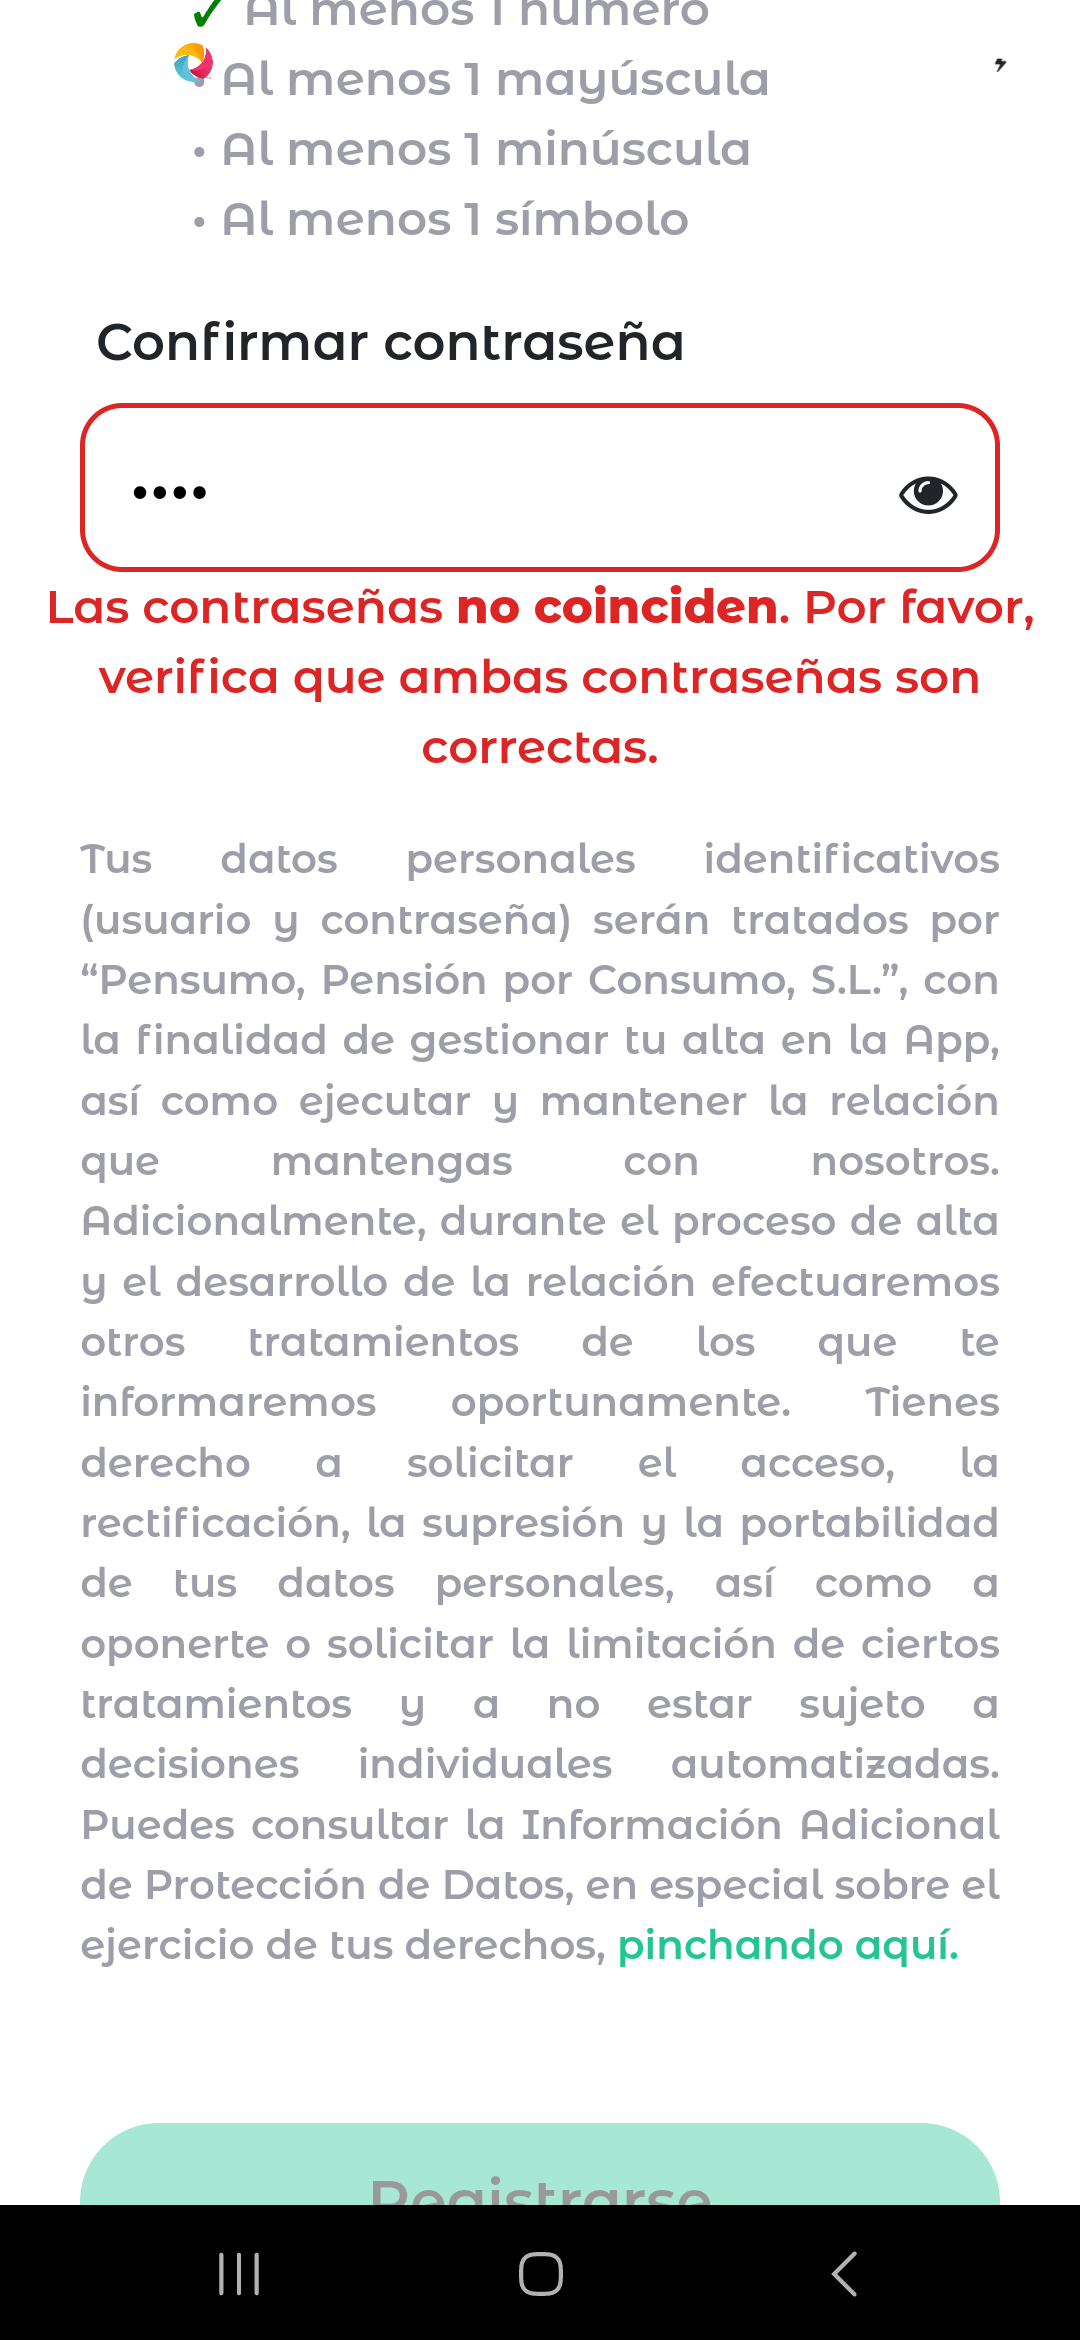 ✓ Al menos 1 número
• Al menos 1 mayúscula
• Al menos 1 minúscula
• Al menos 1 símbolo
Confirmar contraseña
••••
Las contraseñas no coinciden. Por favor,
verifica que ambas contraseñas son
correctas.
Tus datos personales identificativos
(usuario y contraseña) serán tratados por
“Pensumo, Pensión por Consumo, S.L.”, con
la finalidad de gestionar tu alta en la App,
así como ejecutar y mantener la relación
que mantengas con nosotros.
Adicionalmente, durante el proceso de alta
y el desarrollo de la relación efectuaremos
otros tratamientos de los que te
informaremos oportunamente. Tienes
derecho a solicitar el acceso, la
rectificación, la supresión y la portabilidad
de tus datos personales, así como a
oponerte o solicitar la limitación de ciertos
tratamientos y a no estar sujeto a
decisiones individuales automatizadas.
Puedes consultar la Información Adicional
de Protección de Datos, en especial sobre el
ejercicio de tus derechos, pinchando aquí.
Registrarse